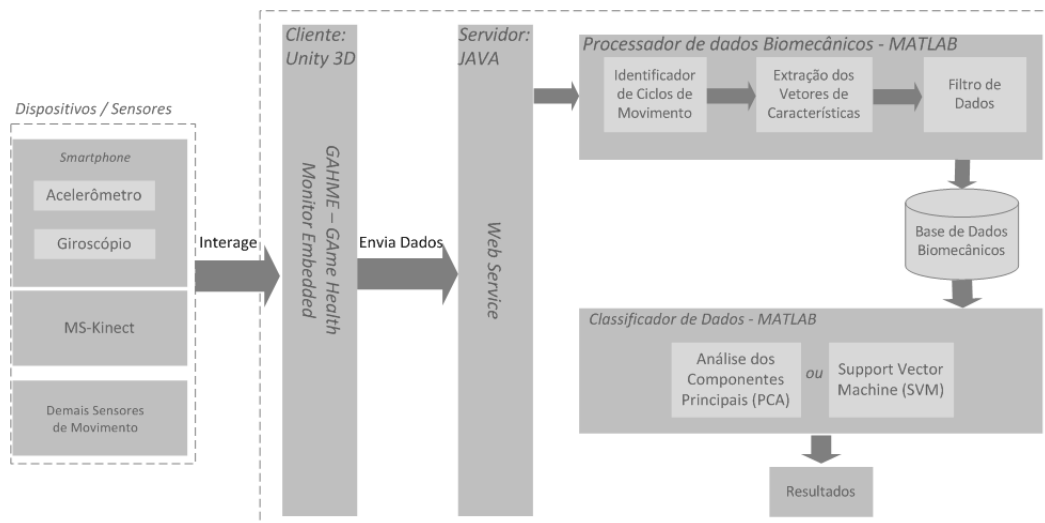 Dispositivos / Sensores
Smartphone
Acelerômetro
Giroscópio
MS-Kinect
Demais Sensores
de Movimento
Interage
Cliente:
Unity 3D
GAHME – GAme Health
Monitor Embedded
Envia Dados
Servidor:
JAVA
Web Service
Processador de dados Biomecânicos - MATLAB
Identificador
de Ciclos de
Movimento
Extração dos
Vetores de
Características
Filtro de
Dados
Base de Dados
Biomecânicos
Classificador de Dados - MATLAB
Análise dos
Componentes
Principais (PCA)
ou
Support Vector
Machine (SVM)
Resultados